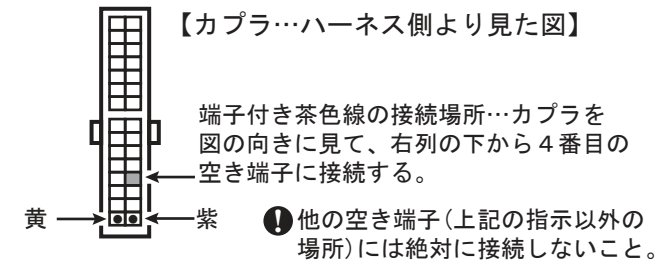 【カプラ…ハーネス側より見た図】
端子付き茶色線の接続場所…カプラを
図の向きに見て、右列の下から４番目の
空き端子に接続する。
黄
紫
❗他の空き端子(上記の指示以外の
場所)には絶対に接続しないこと。